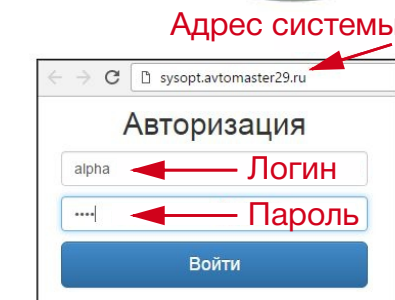 Адрес системы
sysopt.avtomaster29.ru
Авторизация
alpha Логин
•••• Пароль
Войти